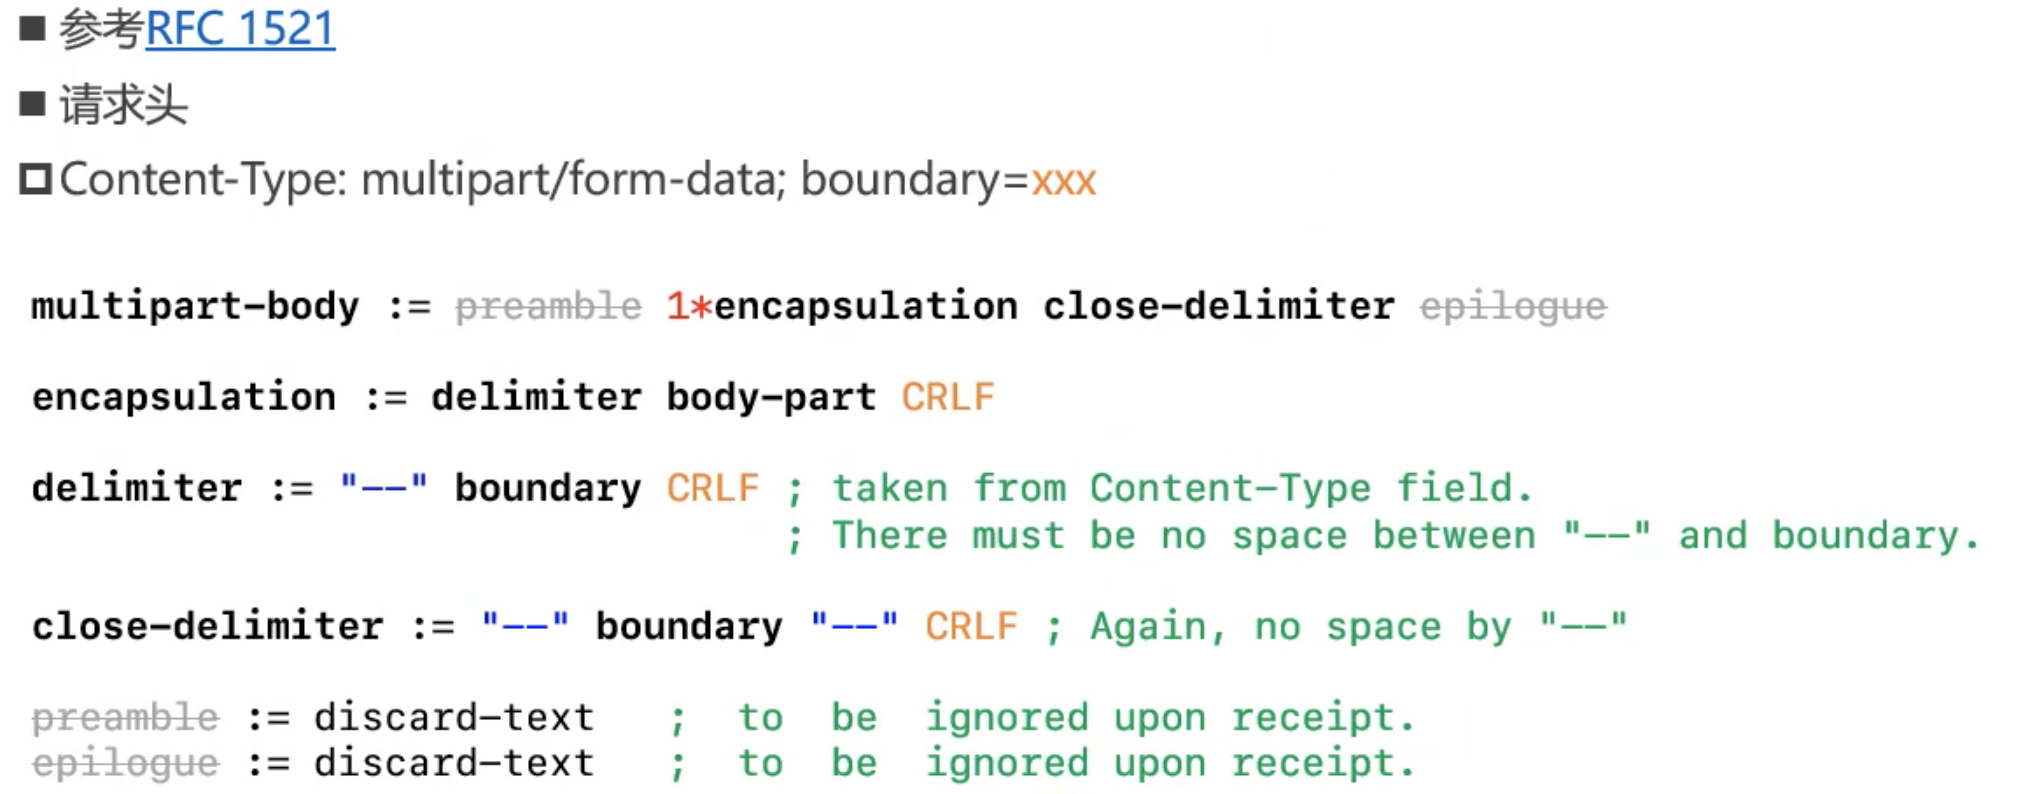 ■ 参考RFC 1521
■ 请求头
Content-Type: multipart/form-data; boundary=xxx
multipart-body := preamble 1*encapsulation close-delimiter epilogue
encapsulation := delimiter body-part CRLF
delimiter := "--" boundary CRLF ; taken from Content-Type field.
; There must be no space between "--" and boundary.
close-delimiter := "--" boundary "--" CRLF ; Again, no space by "--"
preamble := discard-text ; to be ignored upon receipt.
epilogue := discard-text ; to be ignored upon receipt.